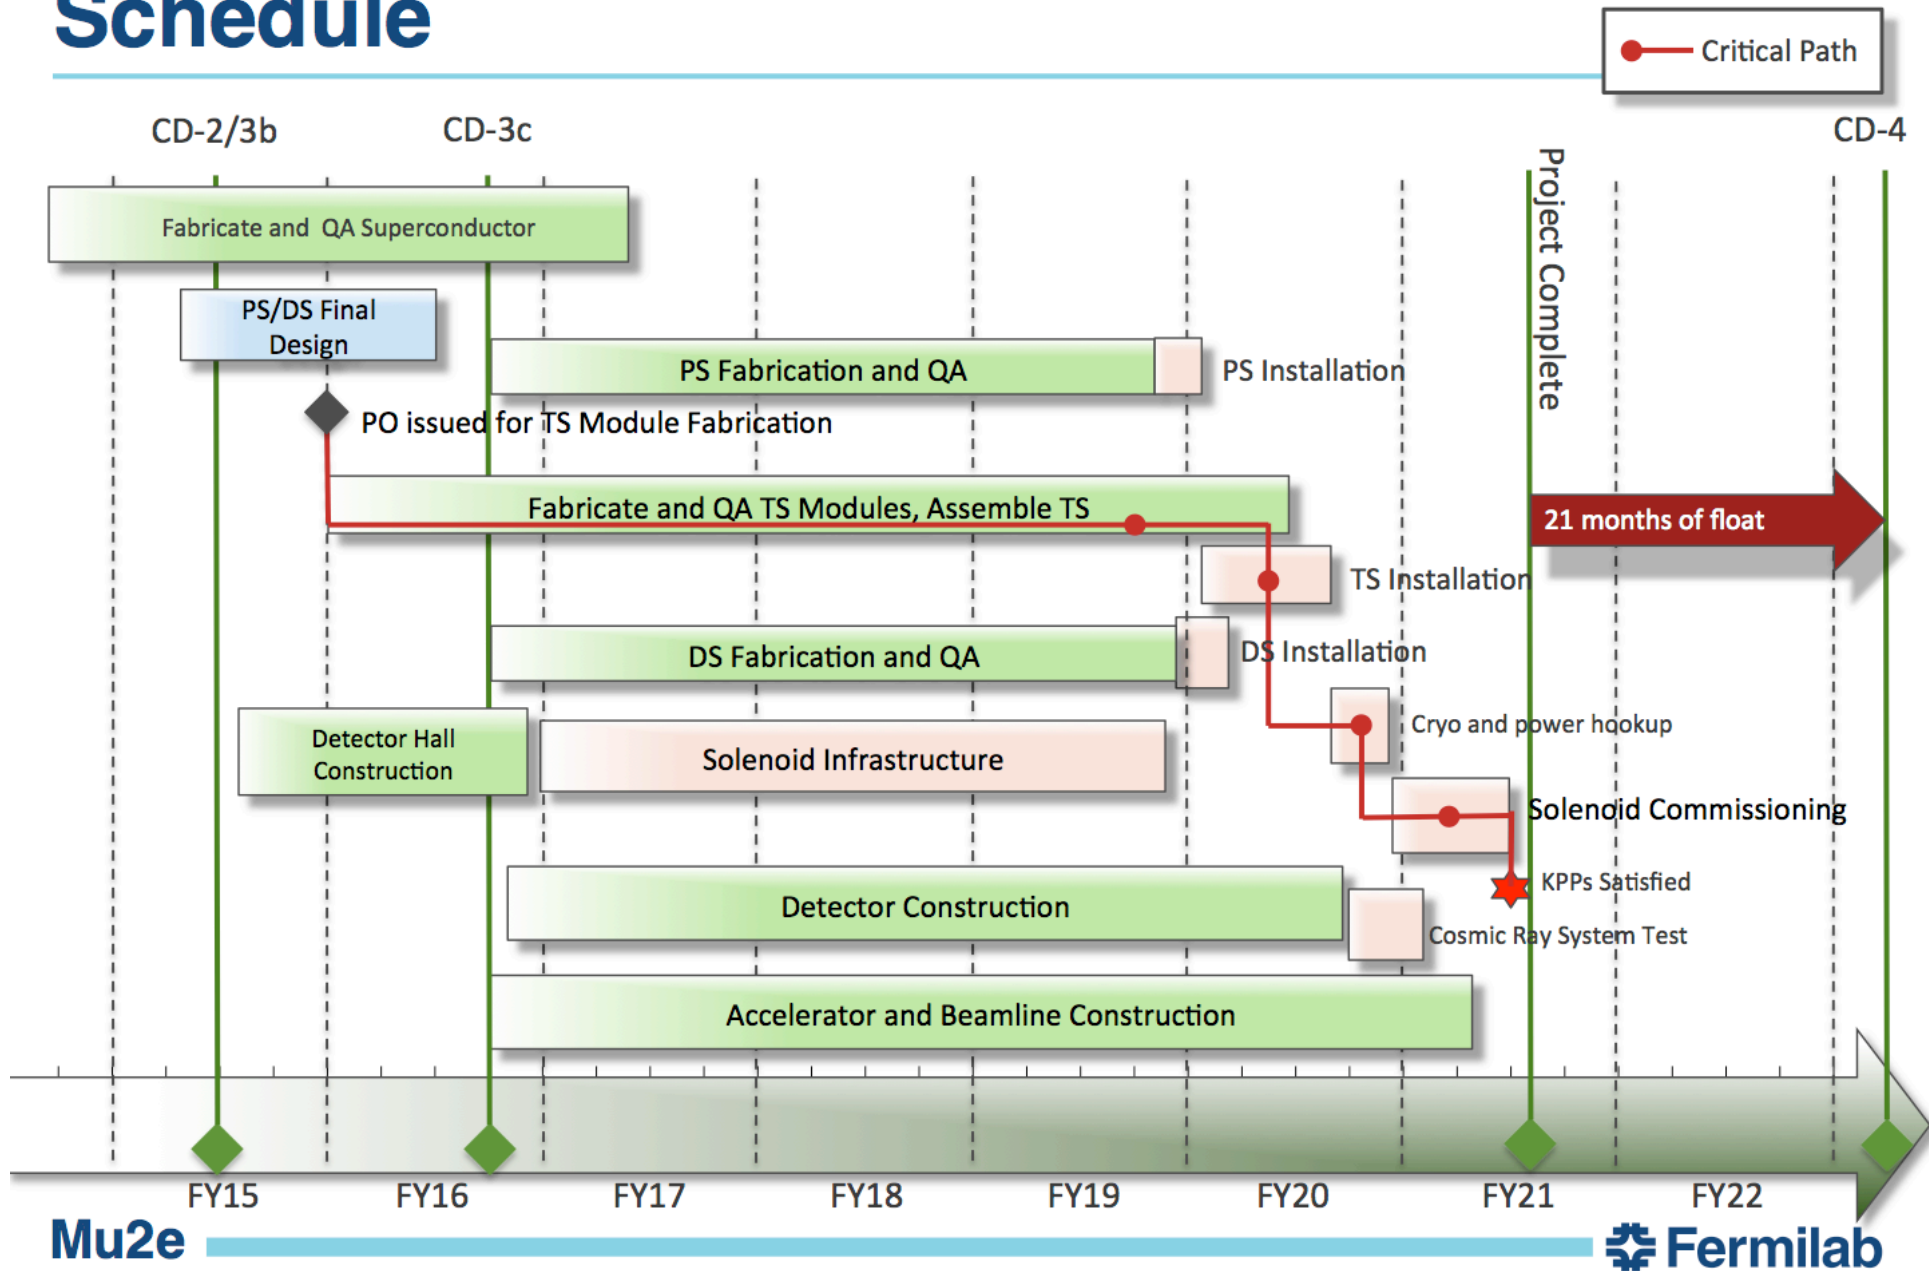 Schedule
Critical Path
CD-2/3b
CD-3c
CD-4
Project Complete
Fabricate and QA Superconductor
PS/DS Final
Design
PS Fabrication and QA
PS Installation
PO issued for TS Module Fabrication
Fabricate and QA TS Modules, Assemble TS
21 months of float
TS Installation
DS Fabrication and QA
DS Installation
Detector Hall
Construction
Solenoid Infrastructure
Cryo and power hookup
Solenoid Commissioning
KPPs Satisfied
Detector Construction
Cosmic Ray System Test
Accelerator and Beamline Construction
FY15
FY16
FY17
FY18
FY19
FY20
FY21
FY22
Mu2e
Fermilab